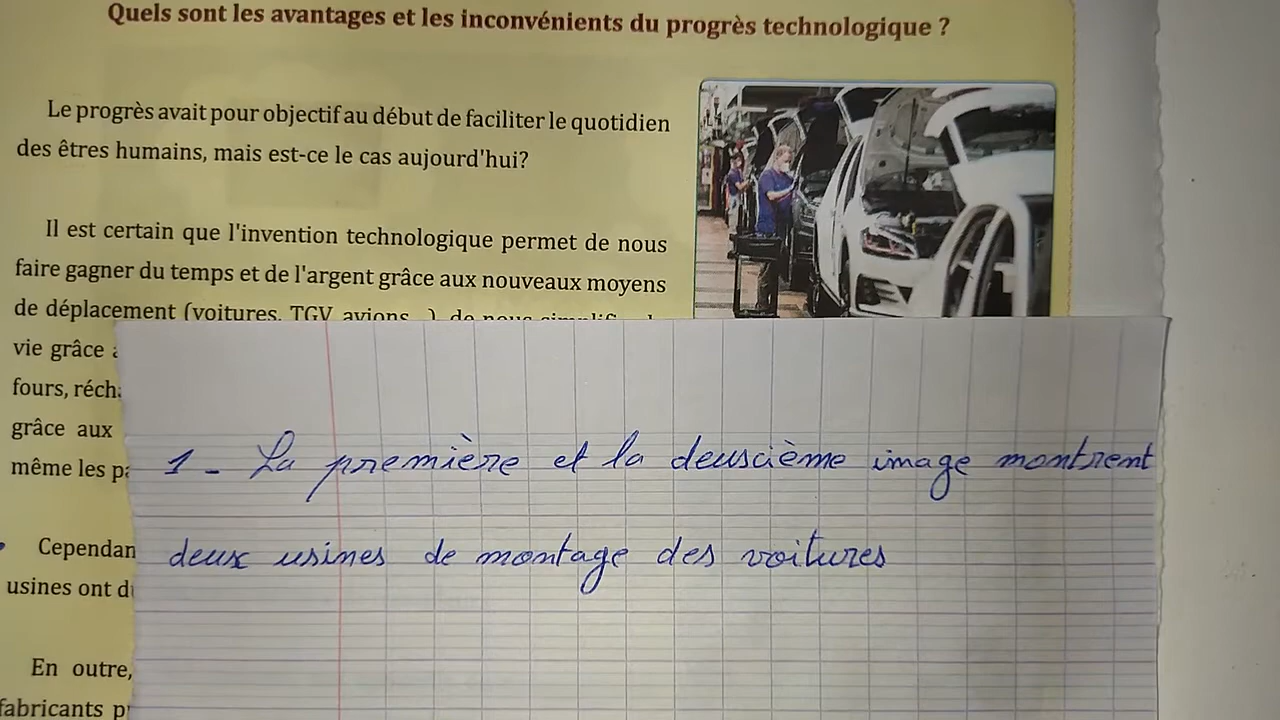 Quels sont les avantages et les inconvénients du progrès technologique ?
Le progrès avait pour objectif au début de faciliter le quotidien
des êtres humains, mais est-ce le cas aujourd'hui?
Il est certain que l'invention technologique permet de nous
faire gagner du temps et de l'argent grâce aux nouveaux moyens
de déplacement (voitures, TGV avions
vie grâce
fours,
grâce aux
même les
usines ont
En outre,
fabricants
1 - La première et la deuxième image montrent
deux usines de montage des voitures